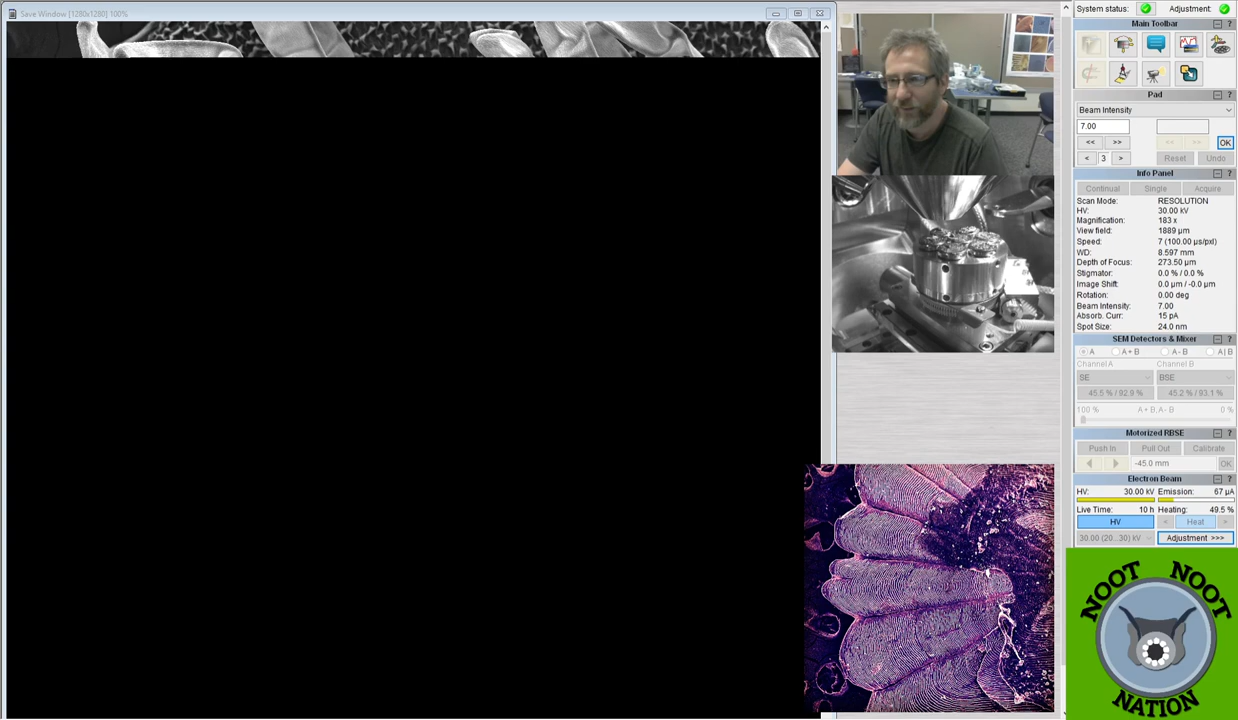 Save Window [1280x1280] 100%
System status: Adjustment:
Main Toolbar
?
Pad
?
Beam Intensity
7.00
<< >> << >> OK
< 3 > Reset Undo
Info Panel
?
Continual Single Acquire
Scan Mode: RESOLUTION
HV: 30.00 kV
Magnification: 183 x
View field: 1889 µm
Speed: 7 (100.00 µs/pxl)
WD: 8.597 mm
Depth of Focus: 273.50 µm
Stigmator: 0.0 % / 0.0 %
Image Shift: 0.0 µm / -0.0 µm
Rotation: 0.00 deg
Beam Intensity: 7.00
Absorb. Curr: 15 pA
Spot Size: 24.0 nm
SEM Detectors & Mixer
?
A A + B A - B A | B
Channel A Channel B
SE BSE
45.5 % / 92.9 % 45.2 % / 93.1 %
100 % A + B, A - B 0 %
Motorized RBSE
?
Push In Pull Out Calibrate
-45.0 mm OK
Electron Beam
?
HV: 30.00 kV Emission: 67 µA
Live Time: 10 h Heating: 49.5 %
HV < Heat >
30.00 (20...30) kV Adjustment >>>
NOOT NOOT
NATION